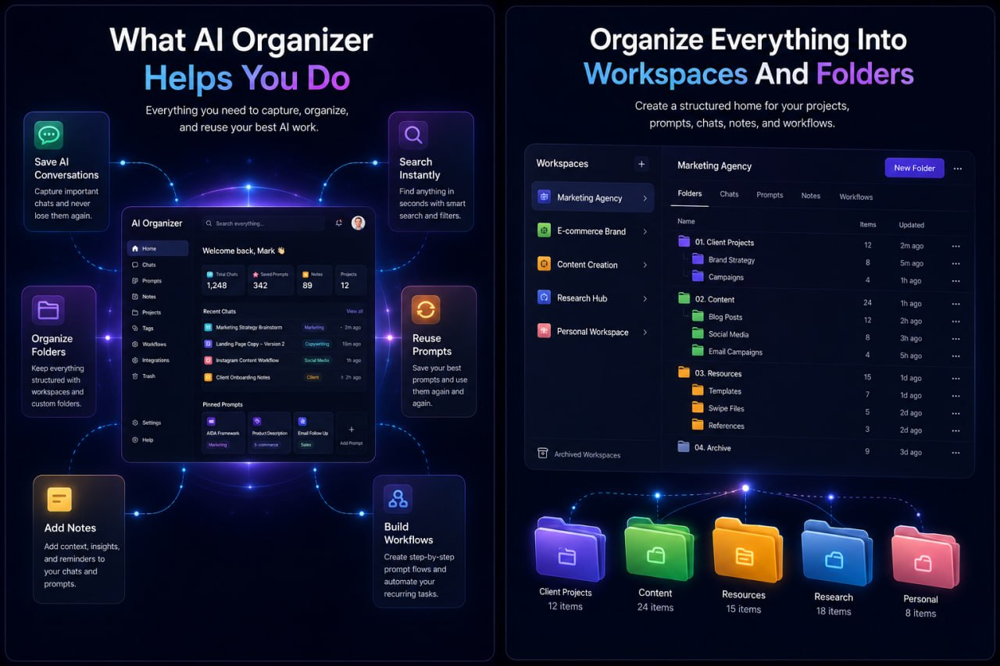 What AI Organizer
Helps You Do
Everything you need to capture, organize,
and reuse your best AI work.
Save AI
Conversations
Capture important
chats and never
lose them again.
Search
Instantly
Find anything in
seconds with smart
search and filters.
Organize
Folders
Keep everything
structured with
workspaces and
custom folders.
AI Organizer
Search everything...
Home
Chats
Prompts
Notes
Projects
Tags
Workflows
Integrations
Trash
Settings
Help
Welcome back, Mark 👋
Total Chats
1,248
Saved Prompts
342
Notes
89
Projects
12
Recent Chats View all
Marketing Strategy Brainstorm Marketing • 2m ago
Landing Page Copy – Version 2 Copywriting 15m ago
Instagram Content Workflow Social Media 1h ago
Client Onboarding Notes Client 2h ago
Pinned Prompts
AIDA Framework
Marketing
Product Description
E-commerce
Email Follow Up
Sales
+
Add Prompt
Reuse
Prompts
Save your best
prompts and use
them again and
again.
Add Notes
Add context, insights,
and reminders to
your chats and
prompts.
Build
Workflows
Create step-by-step
prompt flows and
automate your
recurring tasks.
Organize Everything Into
Workspaces And Folders
Create a structured home for your projects,
prompts, chats, notes, and workflows.
Workspaces +
Marketing Agency
E-commerce Brand
Content Creation
Research Hub
Personal Workspace
Archived Workspaces
Marketing Agency New Folder ...
Folders Chats Prompts Notes Workflows
Name Items Updated
01. Client Projects 12 2m ago ...
Brand Strategy 8 5m ago ...
Campaigns 4 1h ago ...
02. Content 24 1h ago ...
Blog Posts 12 2h ago ...
Social Media 8 3h ago ...
Email Campaigns 4 5h ago ...
03. Resources 15 1d ago ...
Templates 7 1d ago ...
Swipe Files 5 2d ago ...
References 3 2d ago ...
04. Archive 9 3d ago ...
Client Projects
12 items
Content
24 items
Resources
15 items
Research
18 items
Personal
8 items